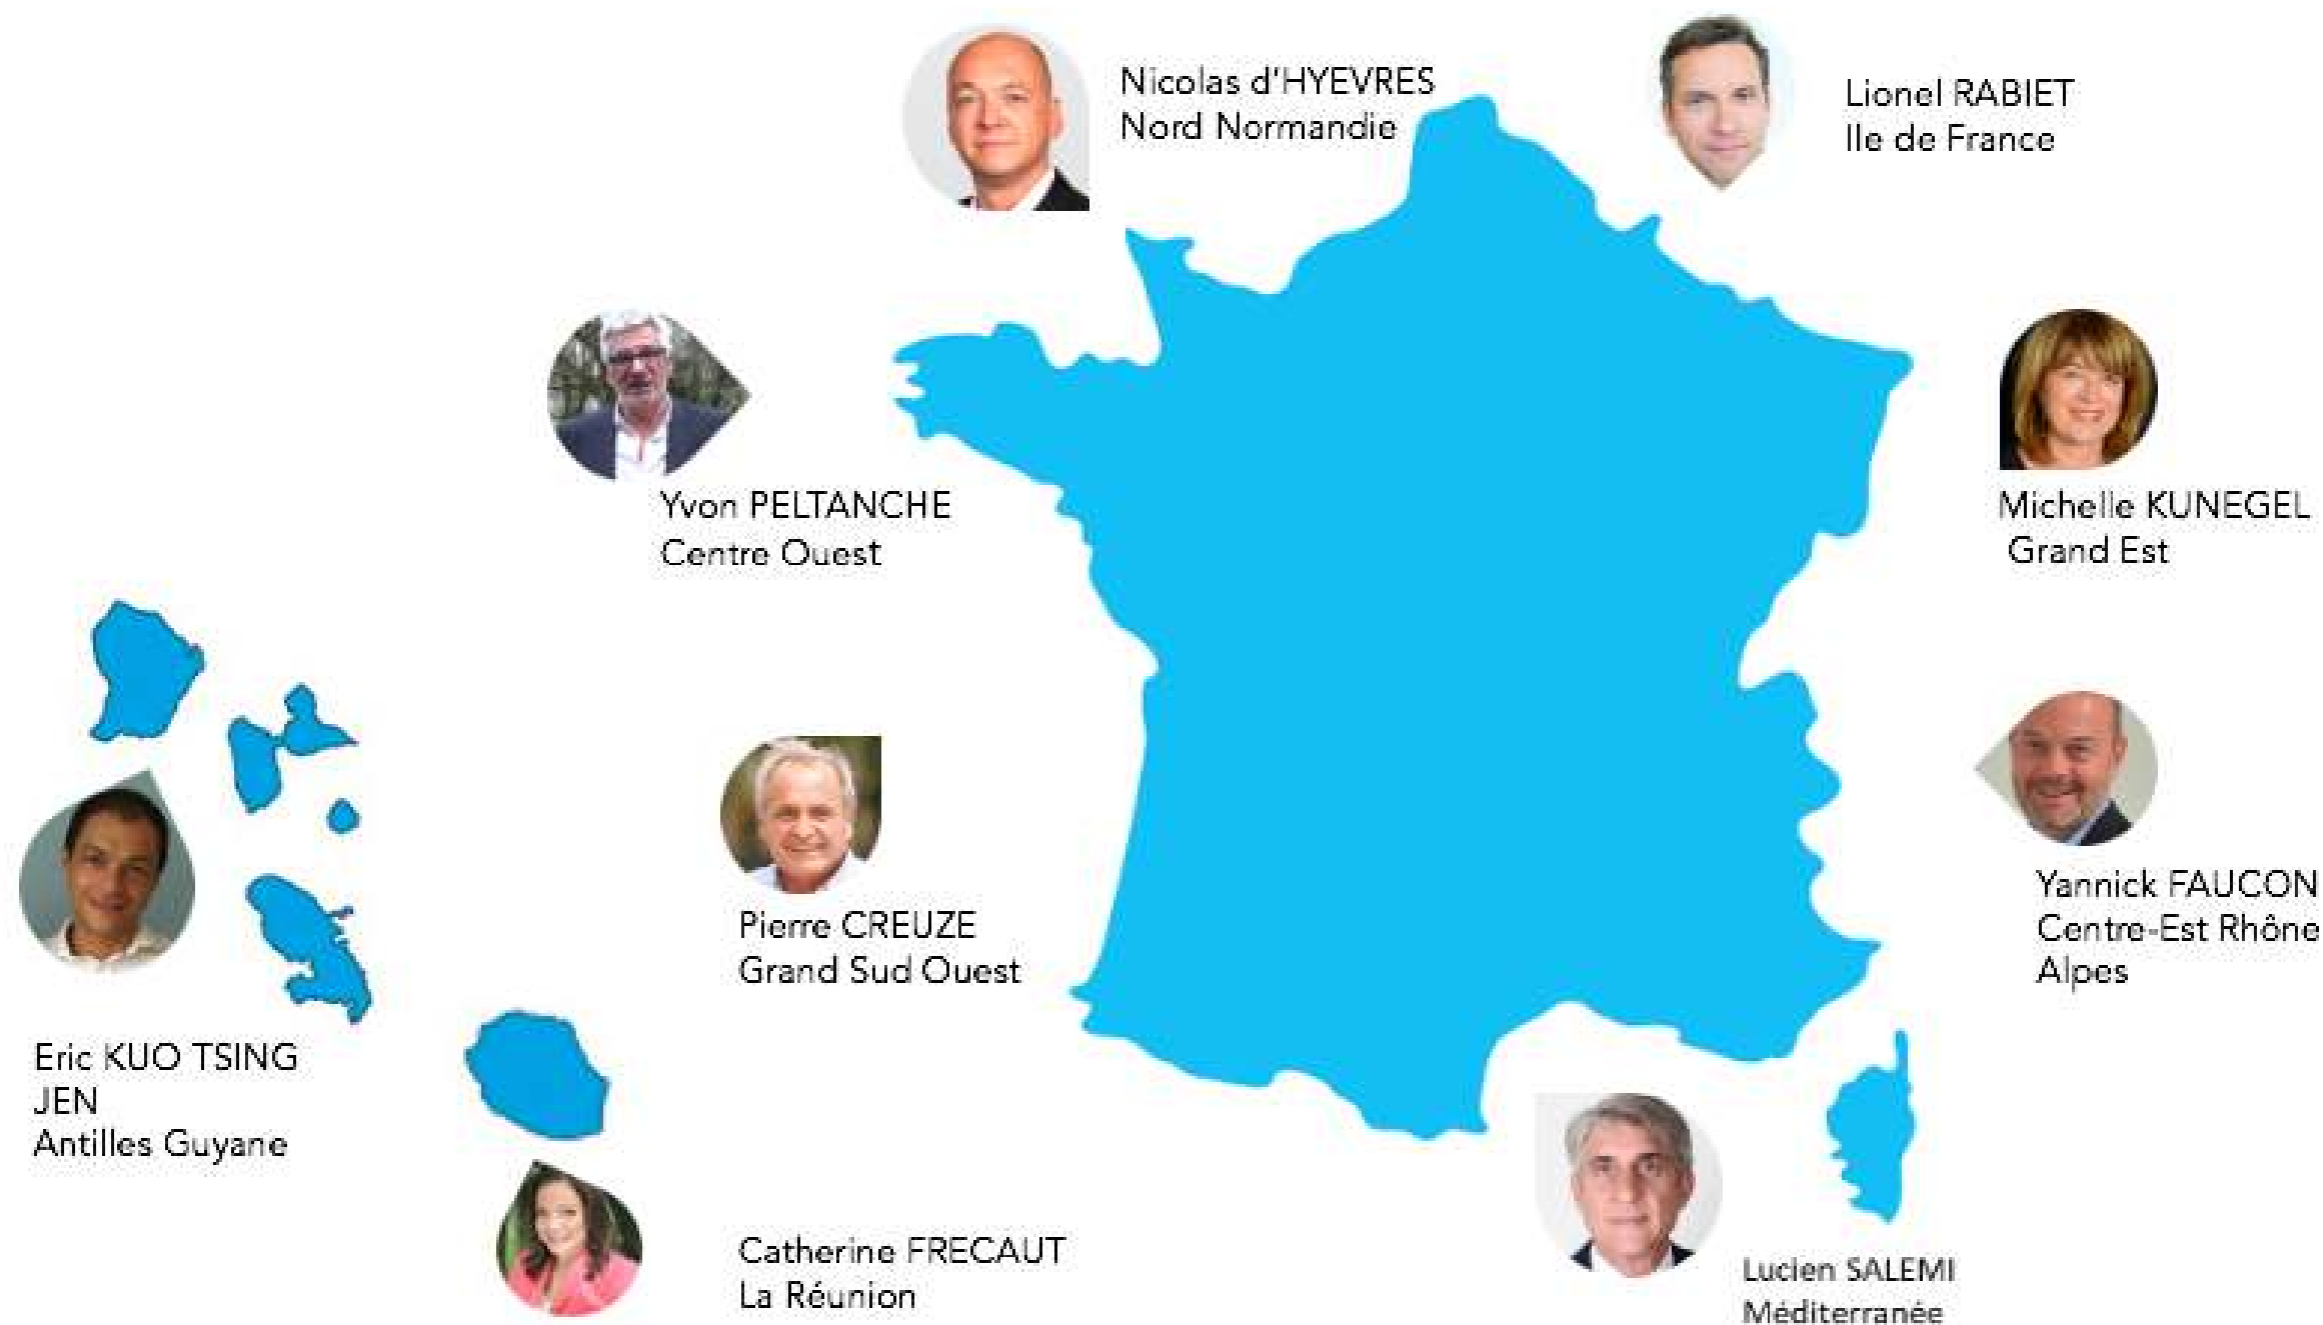 Nicolas d'HYEVRES
Nord Normandie
Lionel RABIET
Ile de France
Yvon PELTANCHE
Centre Ouest
Michelle KUNEGEL
Grand Est
Pierre CREUZE
Grand Sud Ouest
Yannick FAUCON
Centre-Est Rhône
Alpes
Eric KUO TSING
JEN
Antilles Guyane
Catherine FRECAUT
La Réunion
Lucien SALEMI
Méditerranée